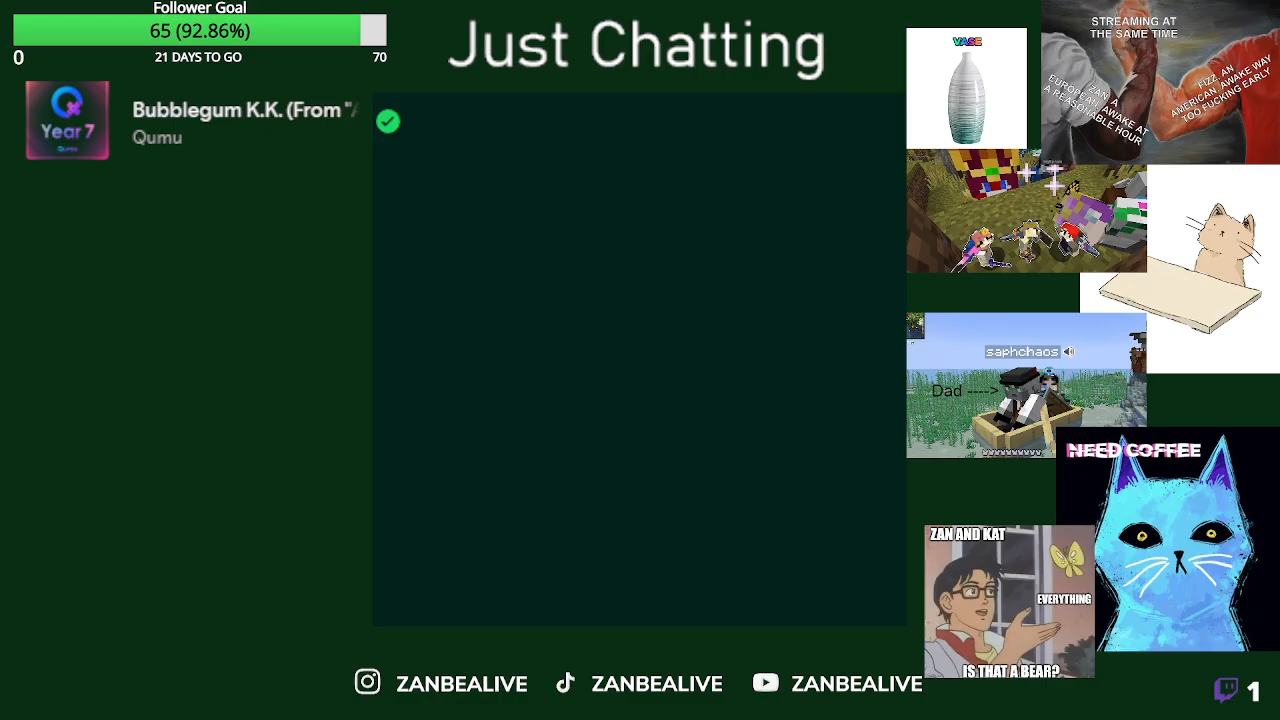 Follower Goal
65 (92.86%)
0
21 DAYS TO GO
70
Year 7
Qumu
Bubblegum K.K. (From "A
Qumu
Just Chatting
VASE
STREAMING AT
THE SAME TIME
ZAN, A
EUROPEAN, AWAKE AT
A REASONABLE HOUR
FIZZ, AN
AMERICAN, AWAKE WAY
TOO FUCKING EARLY
saphchaos
Dad ---->
NEED COFFEE
ZAN AND KAT
EVERYTHING
IS THAT A BEAR?
ZANBEALIVE
ZANBEALIVE
ZANBEALIVE
1